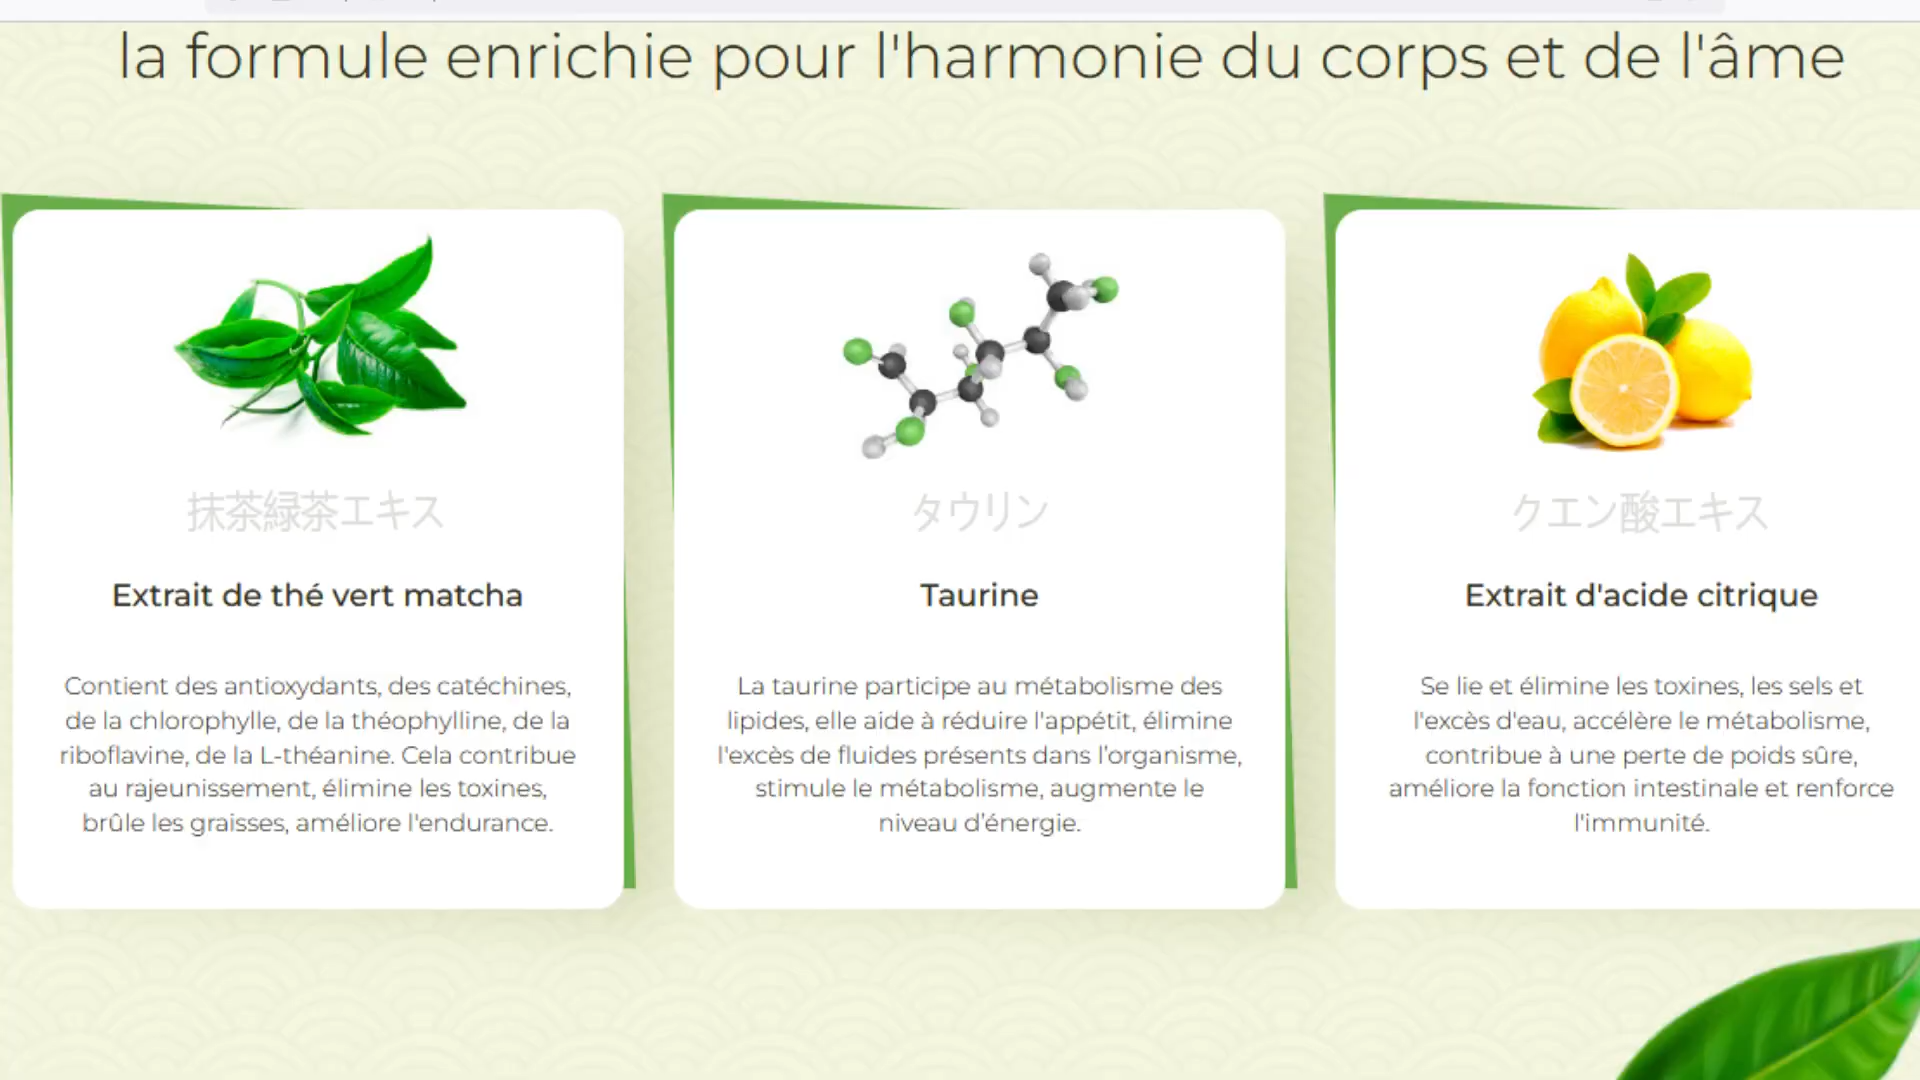 la formule enrichie pour l'harmonie du corps et de l'âme
抹茶緑茶エキス
Extrait de thé vert matcha
Contient des antioxydants, des catéchines,
de la chlorophylle, de la théophylline, de la
riboflavine, de la L-théanine. Cela contribue
au rajeunissement, élimine les toxines,
brûle les graisses, améliore l'endurance.
タウリン
Taurine
La taurine participe au métabolisme des
lipides, elle aide à réduire l'appétit, élimine
l'excès de fluides présents dans l’organisme,
stimule le métabolisme, augmente le
niveau d’énergie.
クエン酸エキス
Extrait d'acide citrique
Se lie et élimine les toxines, les sels et
l'excès d'eau, accélère le métabolisme,
contribue à une perte de poids sûre,
améliore la fonction intestinale et renforce
l'immunité.